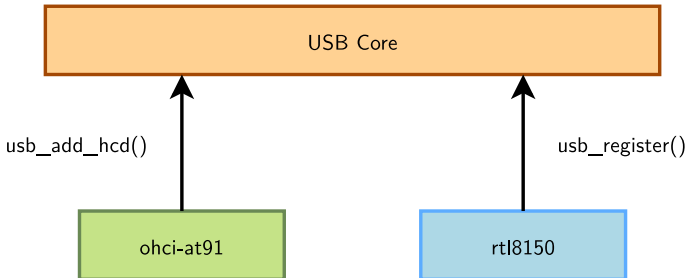 USB Core
usb_add_hcd()
usb_register()
ohci-at91
rtl8150